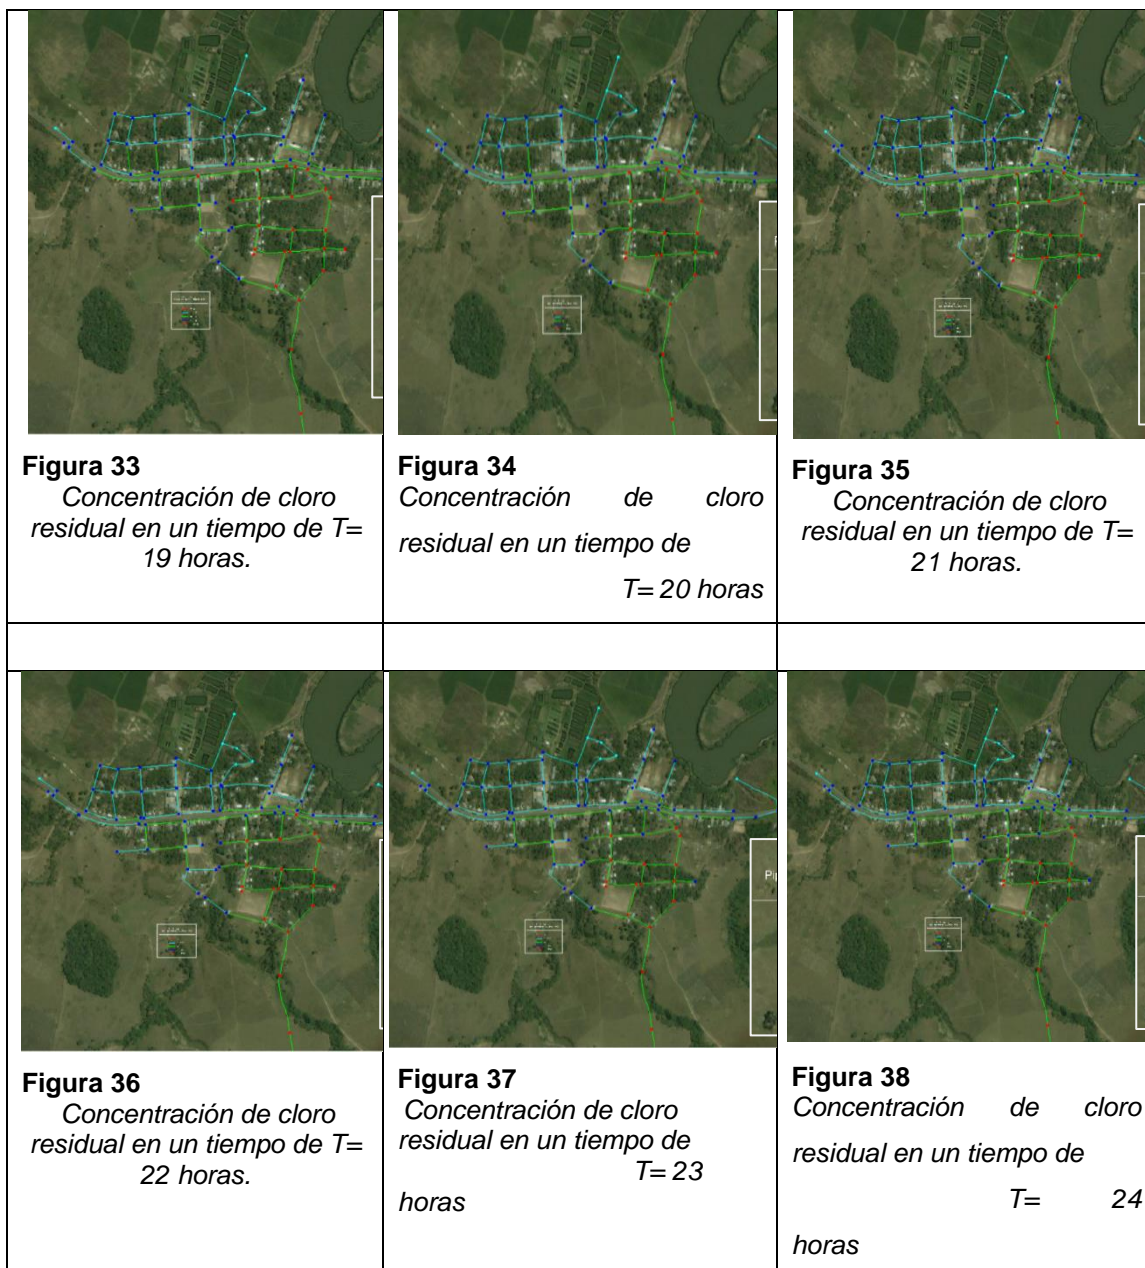 Figura 33
Concentración de cloro
residual en un tiempo de T=
19 horas.
Figura 34
Concentración de cloro
residual en un tiempo de
T= 20 horas
Figura 35
Concentración de cloro
residual en un tiempo de T=
21 horas.
Figura 36
Concentración de cloro
residual en un tiempo de T=
22 horas.
Figura 37
Concentración de cloro
residual en un tiempo de
T= 23
horas
Figura 38
Concentración de cloro
residual en un tiempo de
T= 24
horas